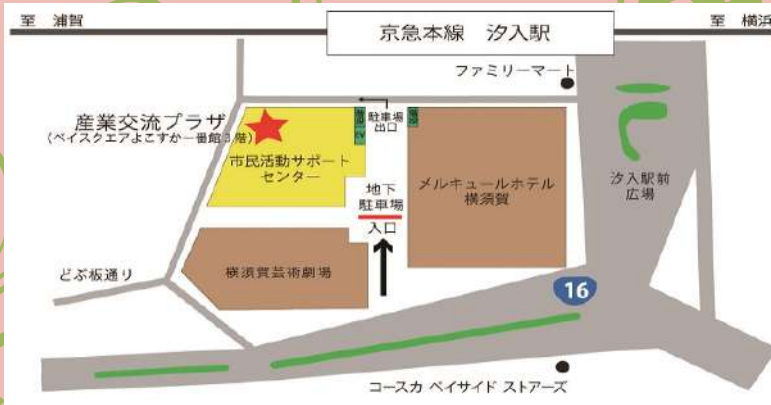 至 浦賀
至 横浜
京急本線 汐入駅
ファミリーマート
産業交流プラザ
(ベイスクエアよこすか一番館3階)
駐車場
出口
EV
市民活動サポート
センター
地下
駐車場
入口
メルキュールホテル
横須賀
汐入駅前
広場
どぶ板通り
横須賀芸術劇場
16
コースカ ベイサイド ストアーズ